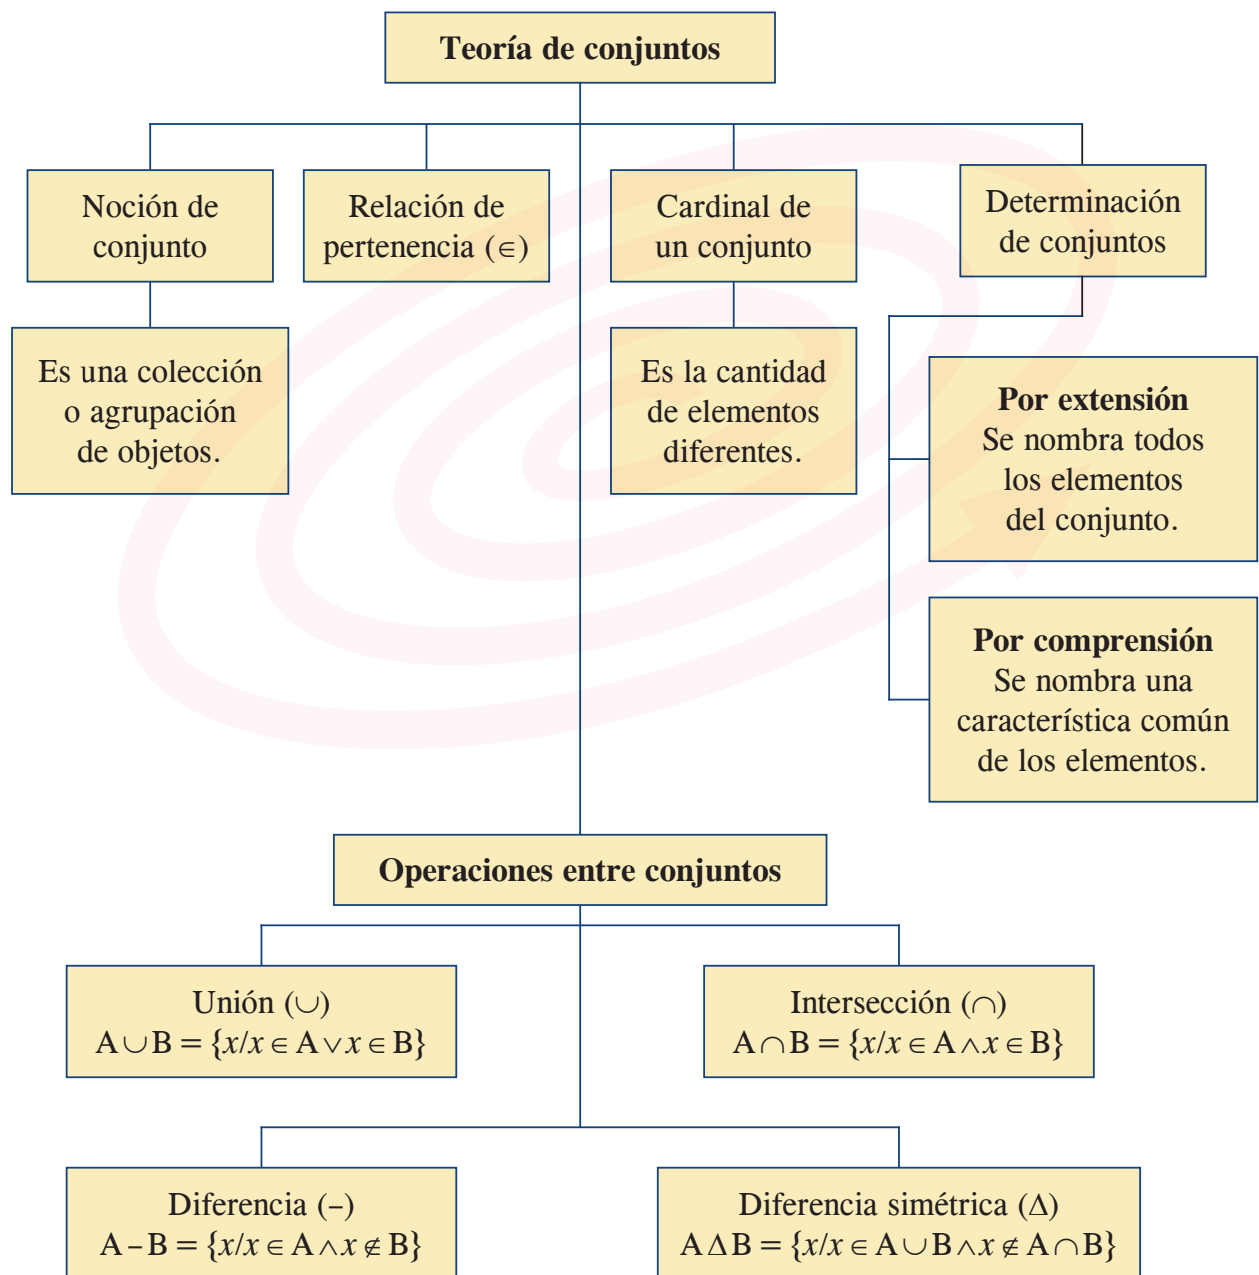 Teoría de conjuntos
Noción de
conjunto
Relación de
pertenencia (∈)
Cardinal de
un conjunto
Determinación
de conjuntos
Es una colección
o agrupación
de objetos.
Es la cantidad
de elementos
diferentes.
Por extensión
Se nombra todos
los elementos
del conjunto.
Por comprensión
Se nombra una
característica común
de los elementos.
Operaciones entre conjuntos
Unión (∪)
A∪B = {x/x ∈ A ∨ x ∈ B}
Intersección (∩)
A∩B = {x/x ∈ A ∧ x ∈ B}
Diferencia (–)
A – B = {x/x ∈ A ∧ x ∉ B}
Diferencia simétrica (Δ)
A Δ B = {x/x ∈ A ∪ B ∧ x ∉ A ∩ B}